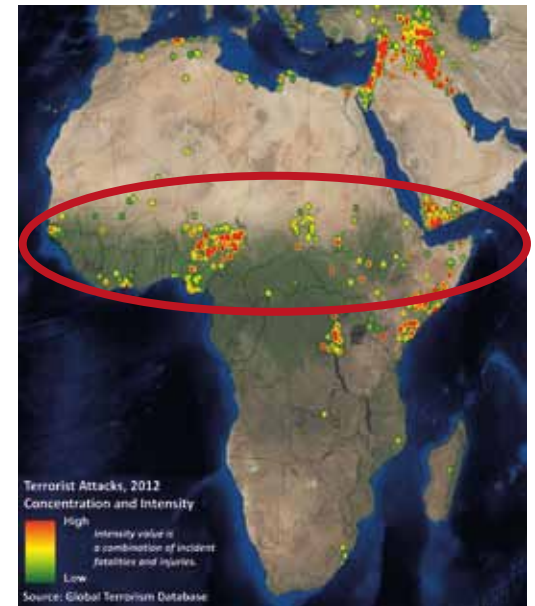 Terrorist Attacks, 2012
Concentration and Intensity
High
Intensity value is
a combination of incident
fatalities and injuries.
Low
Source: Global Terrorism Database